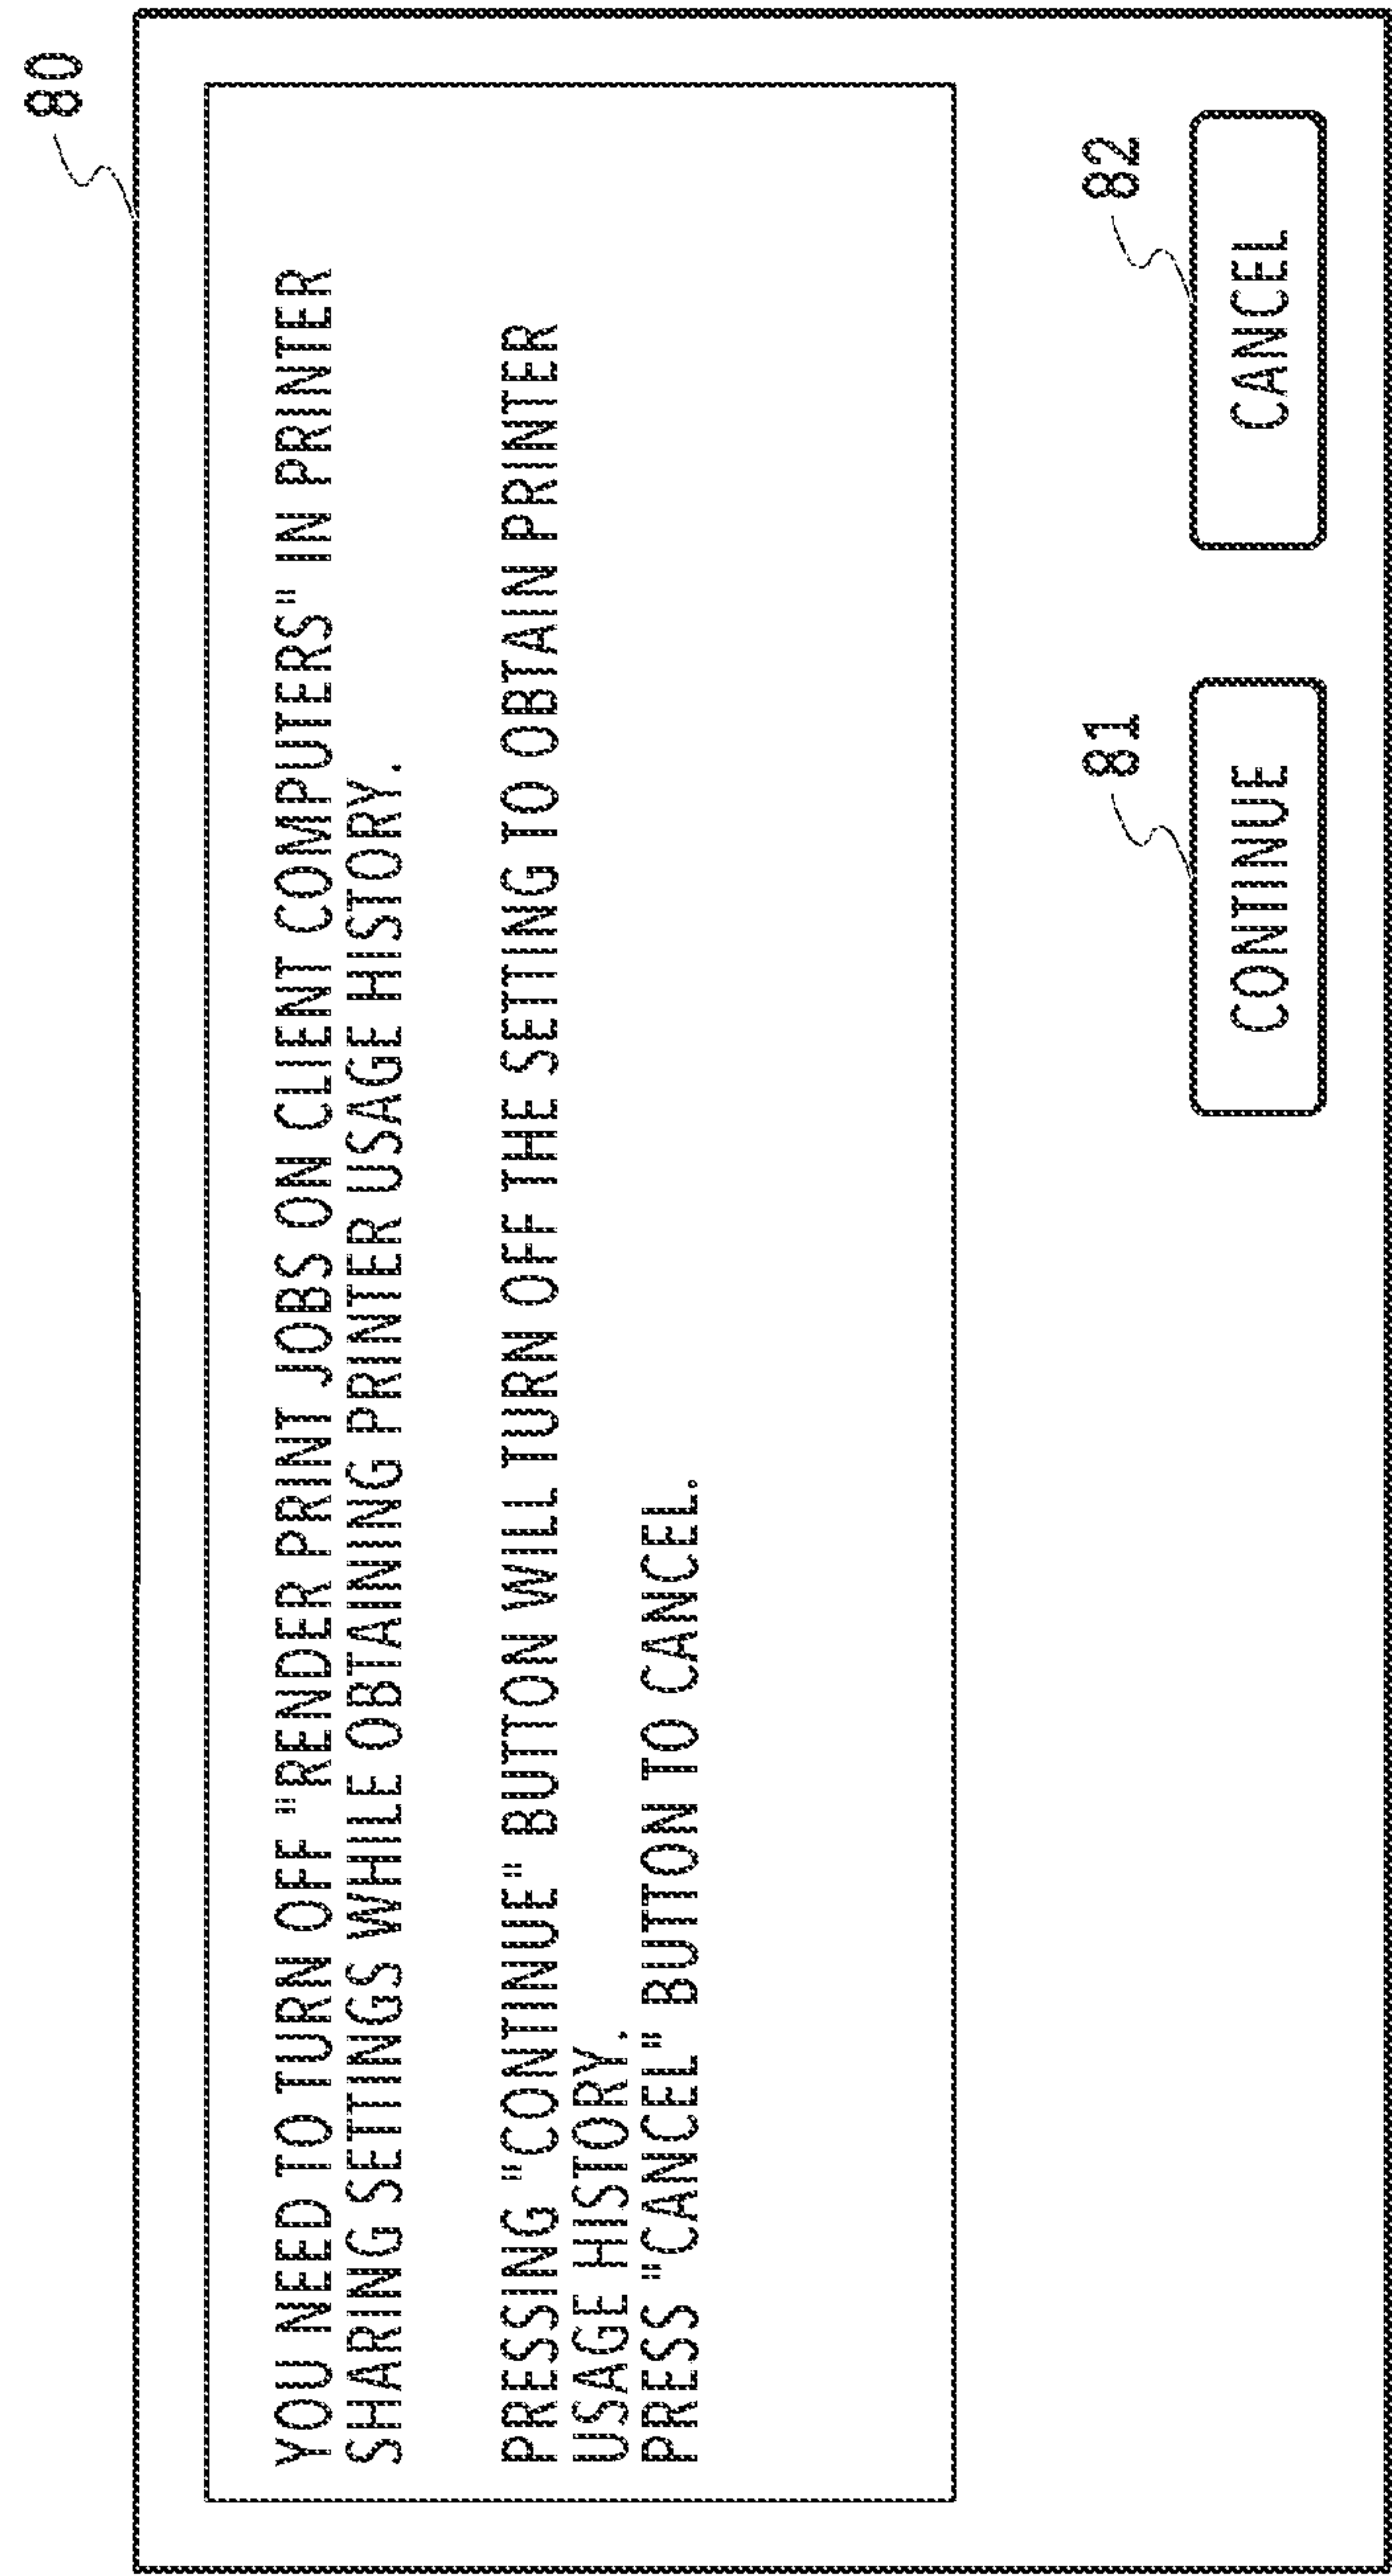 80
YOU NEED TO TURN OFF "RENDER PRINT JOBS ON CLIENT COMPUTERS" IN PRINTER
SHARING SETTINGS WHILE OBTAINING PRINTER USAGE HISTORY.
PRESSING "CONTINUE" BUTTON WILL TURN OFF THE SETTING TO OBTAIN PRINTER
USAGE HISTORY.
PRESS "CANCEL" BUTTON TO CANCEL.
81
82
CONTINUE
CANCEL